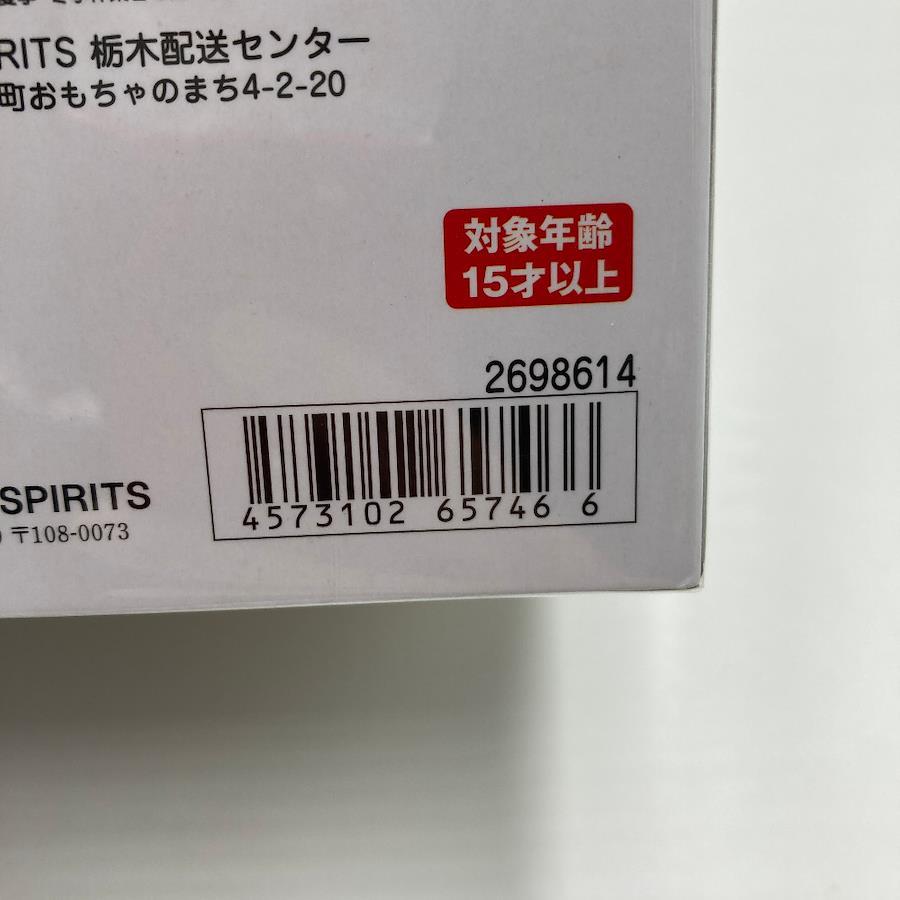 RITS 栃木配送センター
町おもちゃのまち4-2-20
対象年齢
15才以上
2698614
4573102 65746 6
SPIRITS
〒108-0073